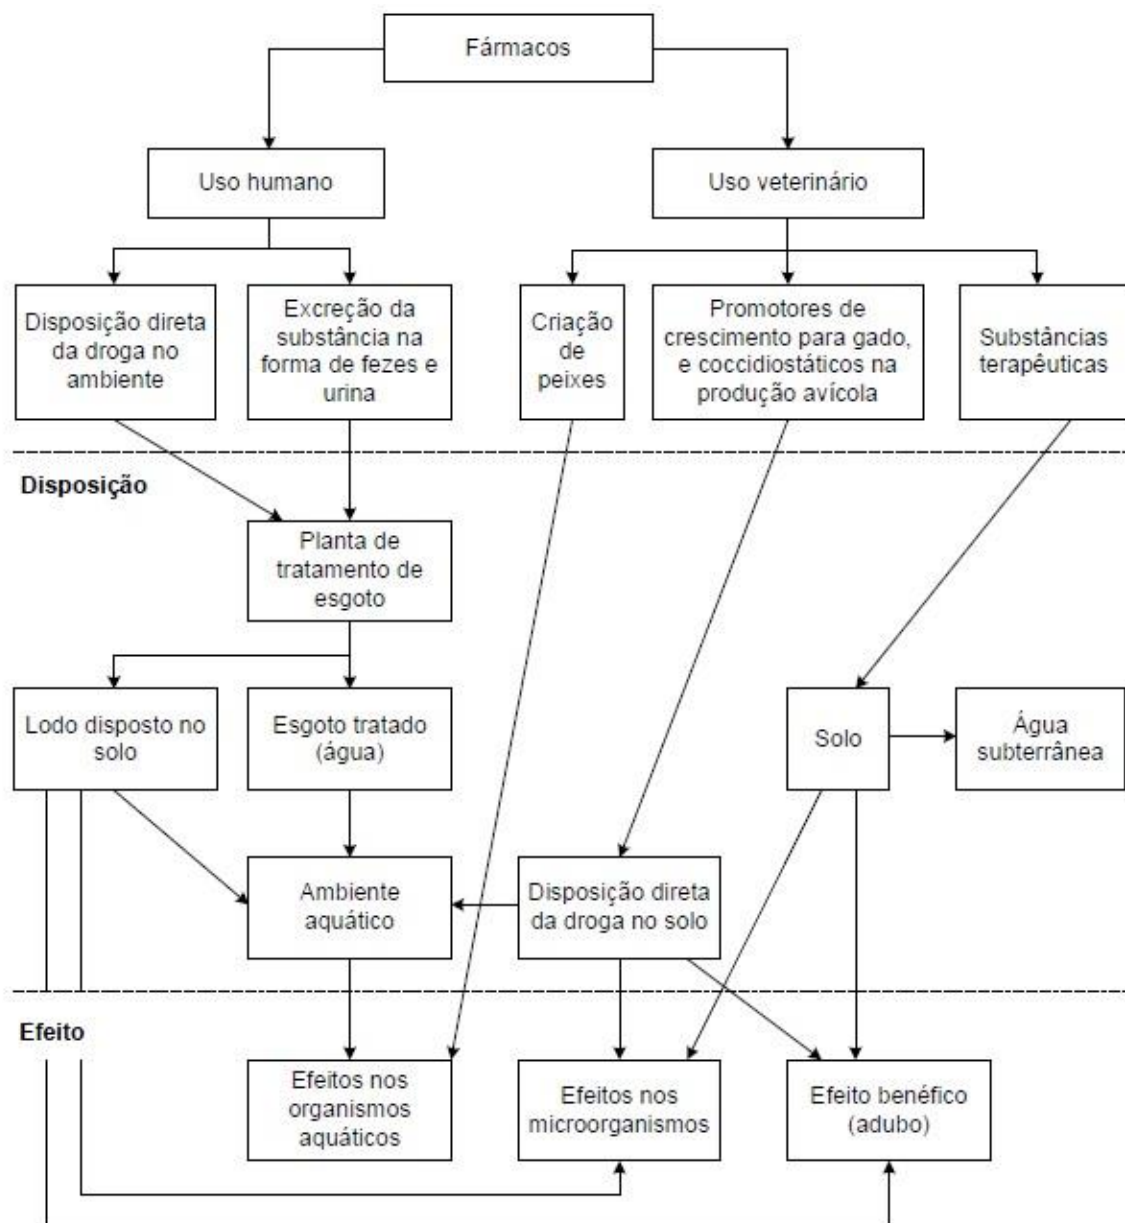 Fármacos
Uso humano
Uso veterinário
Disposição direta
da droga no
ambiente
Excreção da
substância na
forma de fezes e
urina
Criação
de
peixes
Promotores de
crescimento para gado,
e coccidiostáticos na
produção avícola
Substâncias
terapêuticas
Disposição
Planta de
tratamento de
esgoto
Lodo disposto no
solo
Esgoto tratado
(água)
Solo
Água
subterrânea
Ambiente
aquático
Disposição direta
da droga no solo
Efeito
Efeitos nos
organismos
aquáticos
Efeitos nos
microorganismos
Efeito benéfico
(adubo)